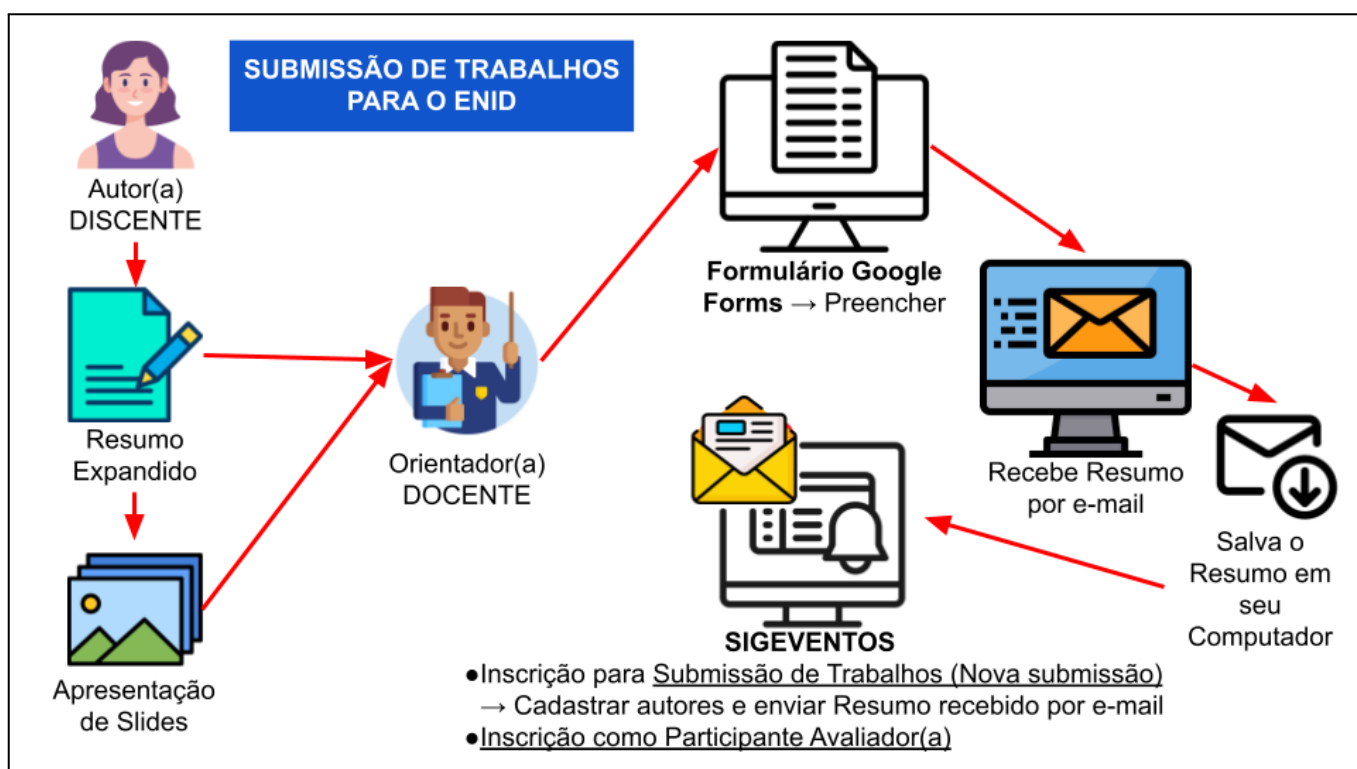 SUBMISSÃO DE TRABALHOS
PARA O ENID
Autor(a)
DISCENTE
Resumo
Expandido
Apresentação
de Slides
Orientador(a)
DOCENTE
Formulário Google
Forms → Preencher
Recebe Resumo
por e-mail
Salva o
Resumo em
seu
Computador
SIGEVENTOS
●Inscrição para Submissão de Trabalhos (Nova submissão)
→ Cadastrar autores e enviar Resumo recebido por e-mail
●Inscrição como Participante Avaliador(a)